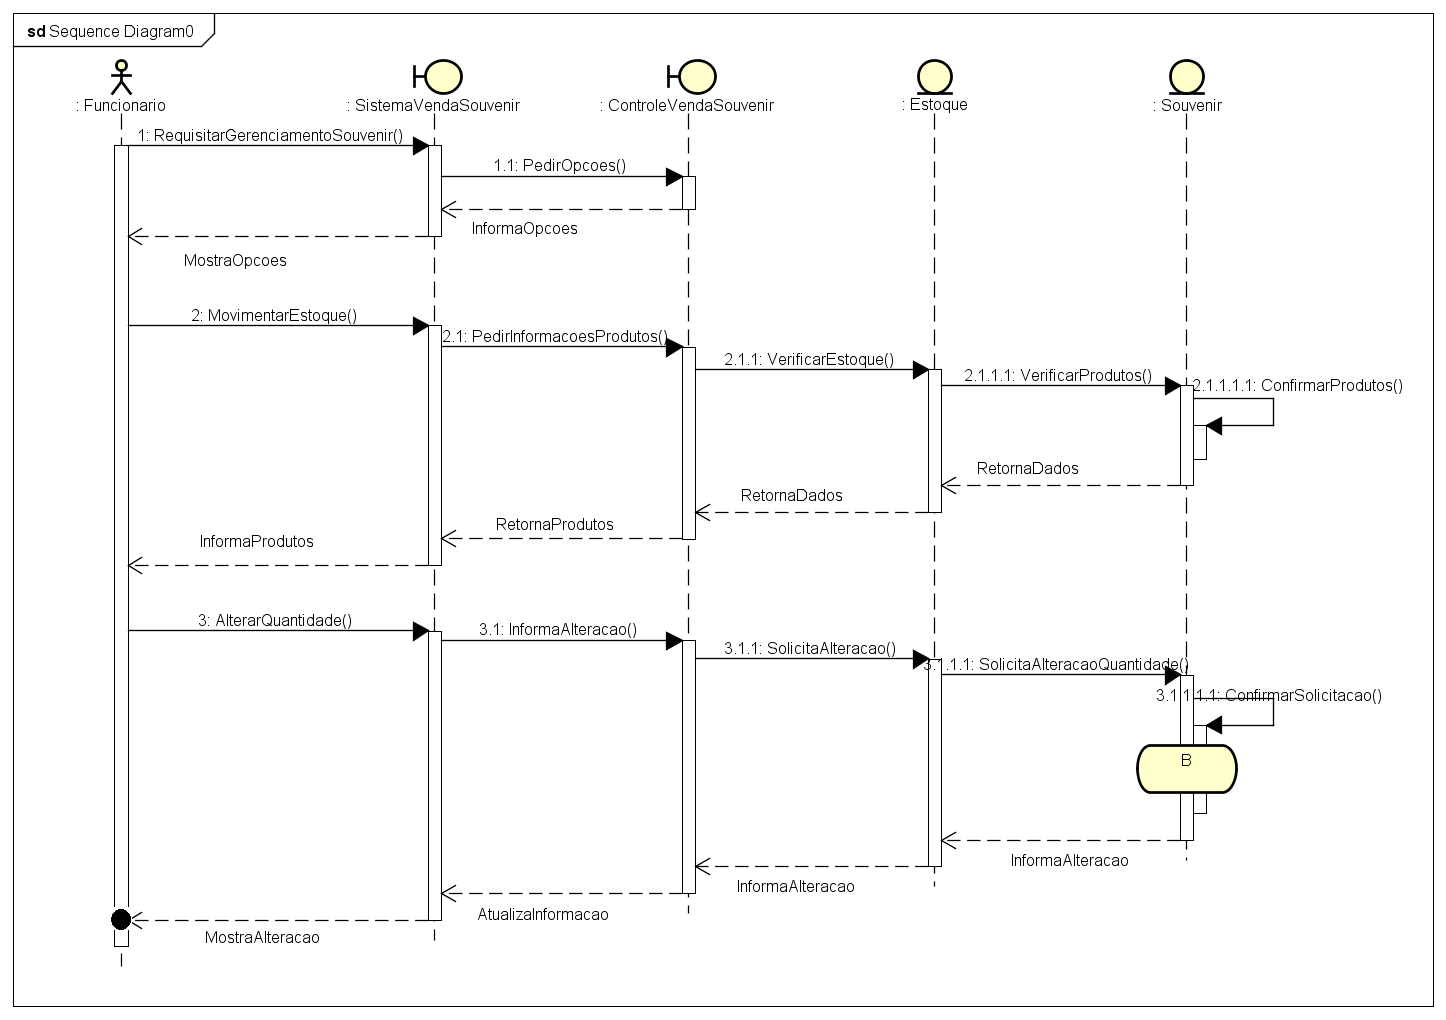 sd Sequence Diagram0
: Funcionario
: SistemaVendaSouvenir
: ControleVendaSouvenir
: Estoque
: Souvenir
1: RequisitarGerenciamentoSouvenir()
1.1: PedirOpcoes()
InformaOpcoes
MostraOpcoes
2: MovimentarEstoque()
2.1: PedirInformacoesProdutos()
2.1.1: VerificarEstoque()
2.1.1.1: VerificarProdutos()
2.1.1.1.1: ConfirmarProdutos()
RetornaDados
RetornaDados
RetornaProdutos
InformaProdutos
3: AlterarQuantidade()
3.1: InformaAlteracao()
3.1.1: SolicitaAlteracao()
3.1.1.1: SolicitaAlteracaoQuantidade()
3.1.1.1.1: ConfirmarSolicitacao()
B
InformaAlteracao
InformaAlteracao
AtualizaInformacao
MostraAlteracao